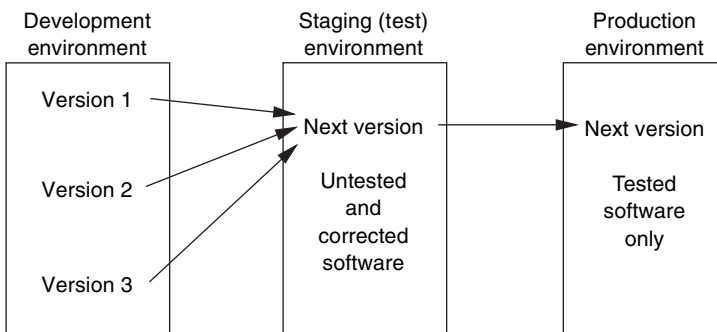 Development
environment
Staging (test)
environment
Production
environment
Version 1
Version 2
Version 3
Next version
Untested
and
corrected
software
Next version
Tested
software
only